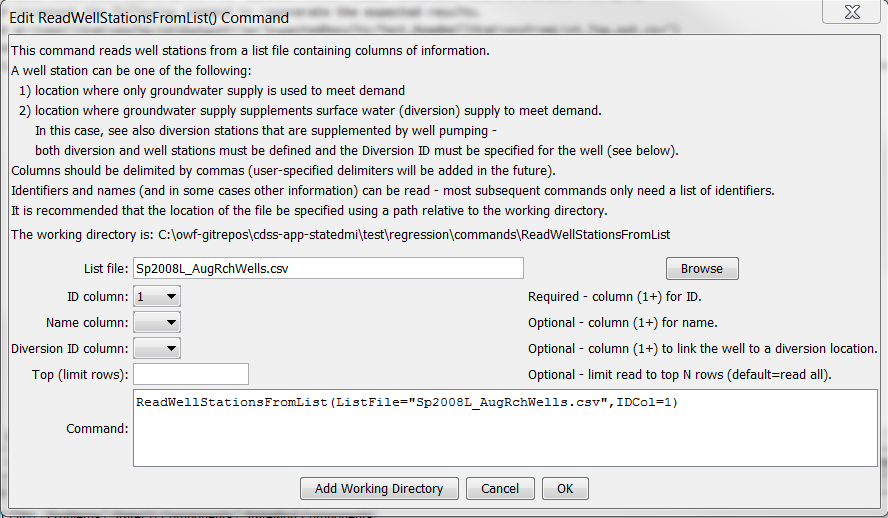 Edit ReadWellStationsFromList() Command
This command reads well stations from a list file containing columns of information.
A well station can be one of the following:
1) location where only groundwater supply is used to meet demand
2) location where groundwater supply supplements surface water (diversion) supply to meet demand.
In this case, see also diversion stations that are supplemented by well pumping -
both diversion and well stations must be defined and the Diversion ID must be specified for the well (see below).
Columns should be delimited by commas (user-specified delimiters will be added in the future).
Identifiers and names (and in some cases other information) can be read - most subsequent commands only need a list of identifiers.
It is recommended that the location of the file be specified using a path relative to the working directory.
The working directory is: C:\owf-gitrepos\cdss-app-statedmi\test\regression\commands\ReadWellStationsFromList
List file: Sp2008L_AugRchWells.csv Browse
ID column: 1 Required - column (1+) for ID.
Name column: Optional - column (1+) for name.
Diversion ID column: Optional - column (1+) to link the well to a diversion location.
Top (limit rows): Optional - limit read to top N rows (default=read all).
Command: ReadWellStationsFromList(ListFile="Sp2008L_AugRchWells.csv",IDCol=1)
Add Working Directory Cancel OK